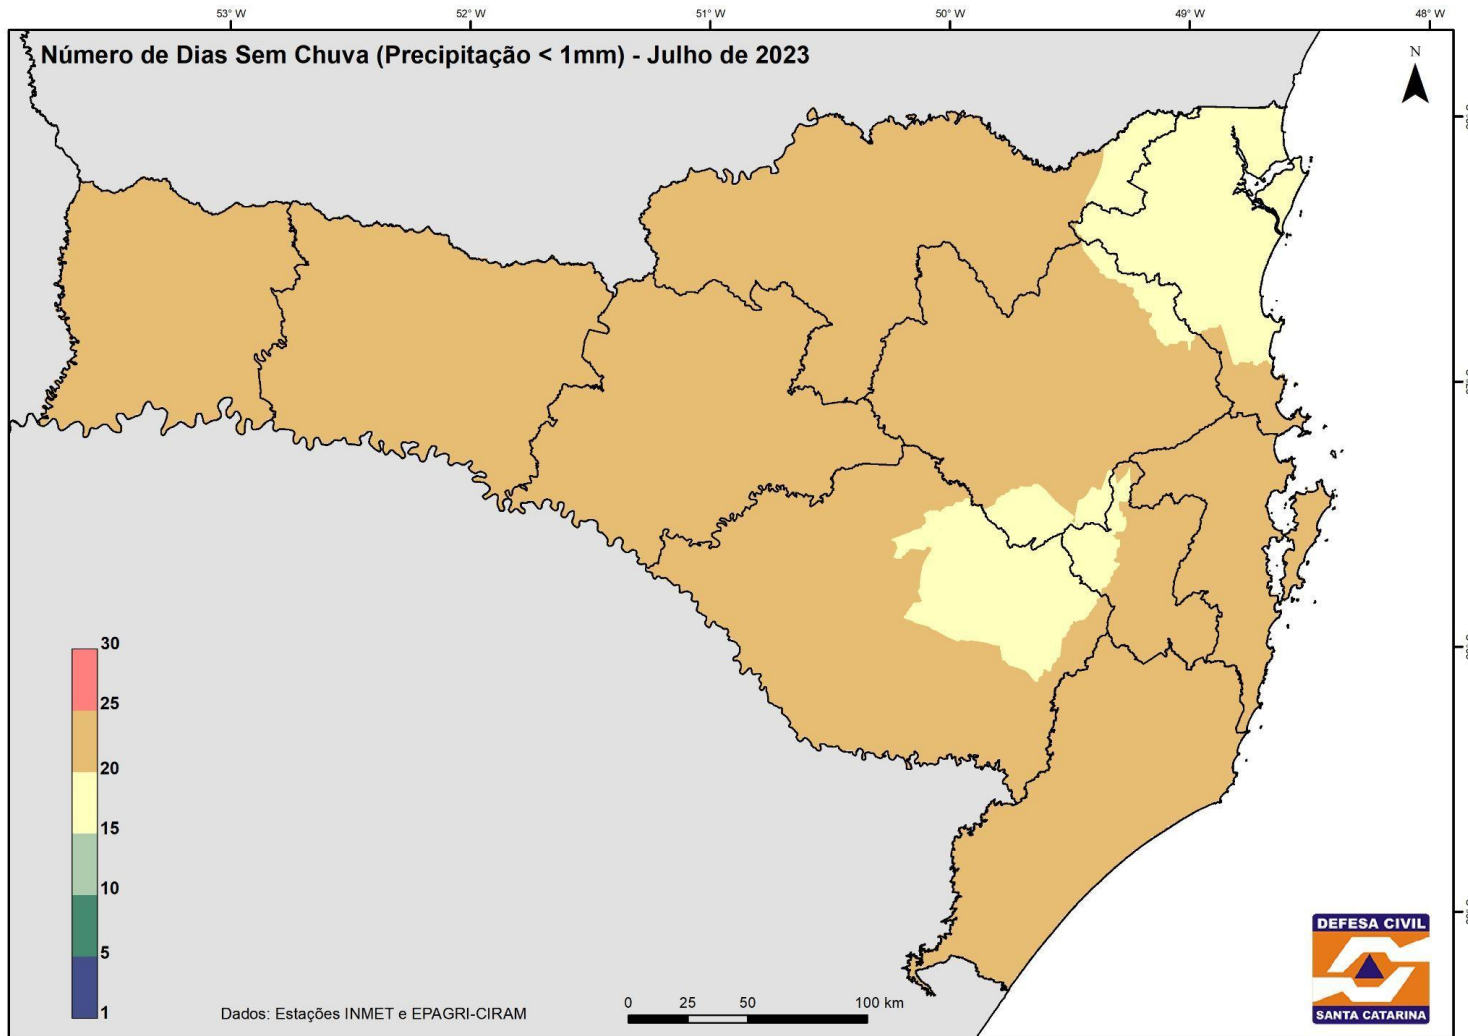 53° W 52° W 51° W 50° W 49° W 48° W
Número de Dias Sem Chuva (Precipitação < 1mm) - Julho de 2023
N
30
25
20
15
10
5
1
Dados: Estações INMET e EPAGRI-CIRAM
0 25 50 100 km
DEFESA CIVIL
SANTA CATARINA